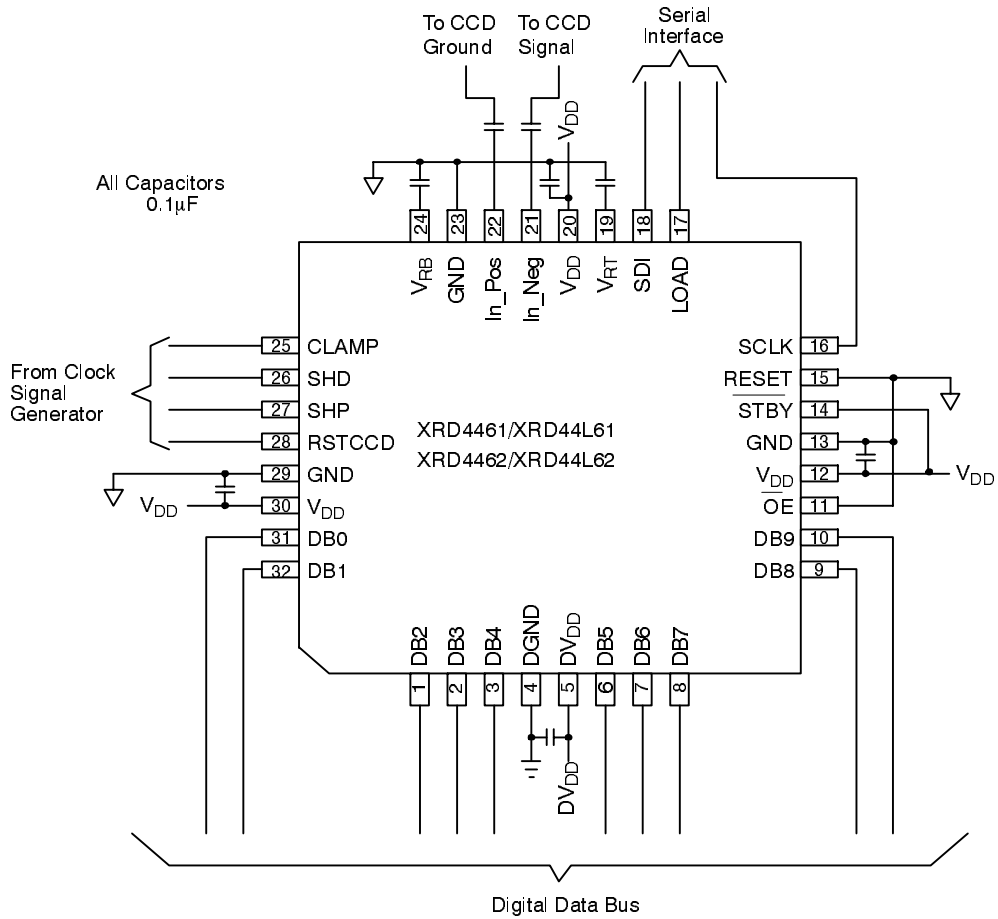 To CCD
Ground
To CCD
Signal
Serial
Interface
VDD
All Capacitors
0.1µF
24
23
22
21
20
19
18
17
VRB
GND
In_Pos
In_Neg
VDD
VRT
SDI
LOAD
From Clock
Signal
Generator
25 CLAMP
26 SHD
27 SHP
28 RSTCCD
29 GND
VDD 30 VDD
31 DB0
32 DB1
XRD4461/XRD44L61
XRD4462/XRD44L62
SCLK 16
RESET 15
STBY 14
GND 13
VDD 12 VDD
OE 11
DB9 10
DB8 9
DB2
DB3
DB4
DGND
DVDD
DB5
DB6
DB7
1
2
3
4
5
6
7
8
DVDD
Digital Data Bus